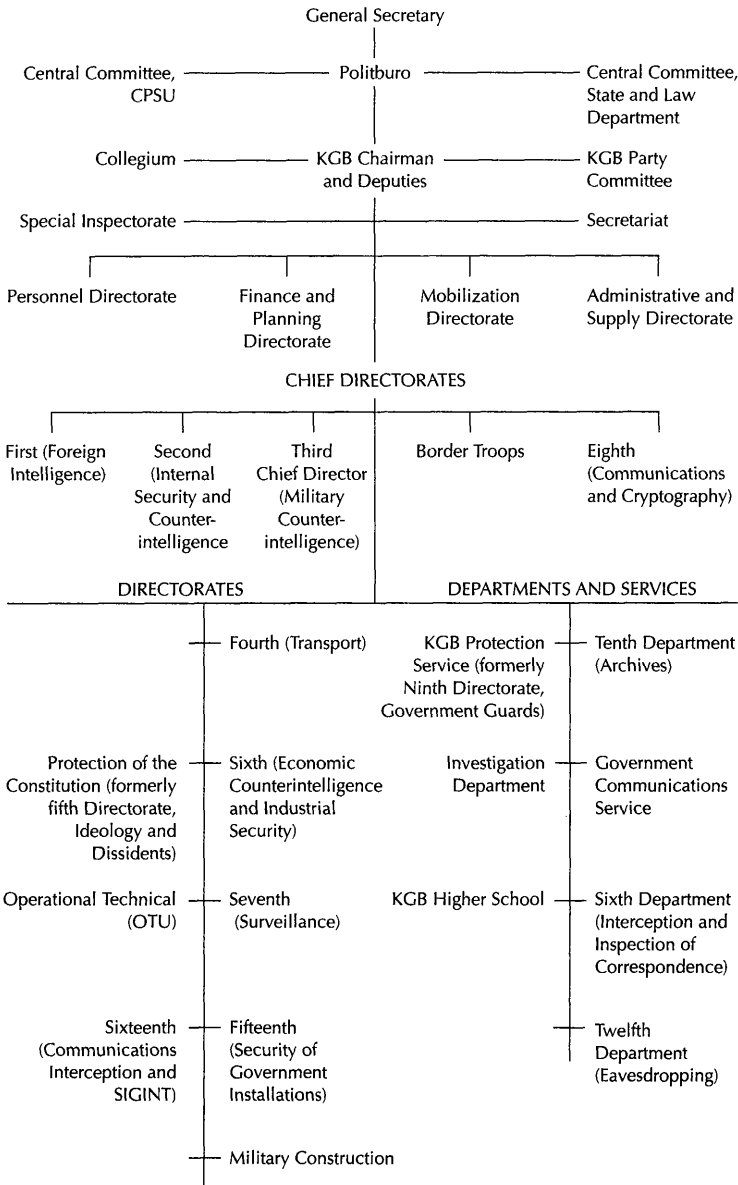 General Secretary
Central Committee,
CPSU
Politburo
Central Committee,
State and Law
Department
Collegium
KGB Chairman
and Deputies
KGB Party
Committee
Special Inspectorate
Secretariat
Personnel Directorate
Finance and
Planning
Directorate
Mobilization
Directorate
Administrative and
Supply Directorate
CHIEF DIRECTORATES
First (Foreign
Intelligence)
Second
(Internal
Security and
Counter-
intelligence
Third
Chief Director
(Military
Counter-
intelligence)
Border Troops
Eighth
(Communications
and Cryptography)
DIRECTORATES
Fourth (Transport)
Protection of the
Constitution (formerly
fifth Directorate,
Ideology and
Dissidents)
Sixth (Economic
Counterintelligence
and Industrial
Security)
Operational Technical
(OTU)
Seventh
(Surveillance)
Sixteenth
(Communications
Interception and
SIGINT)
Fifteenth
(Security of
Government
Installations)
Military Construction
DEPARTMENTS AND SERVICES
KGB Protection
Service (formerly
Ninth Directorate,
Government Guards)
Tenth Department
(Archives)
Investigation
Department
Government
Communications
Service
KGB Higher School
Sixth Department
(Interception and
Inspection of
Correspondence)
Twelfth
Department
(Eavesdropping)